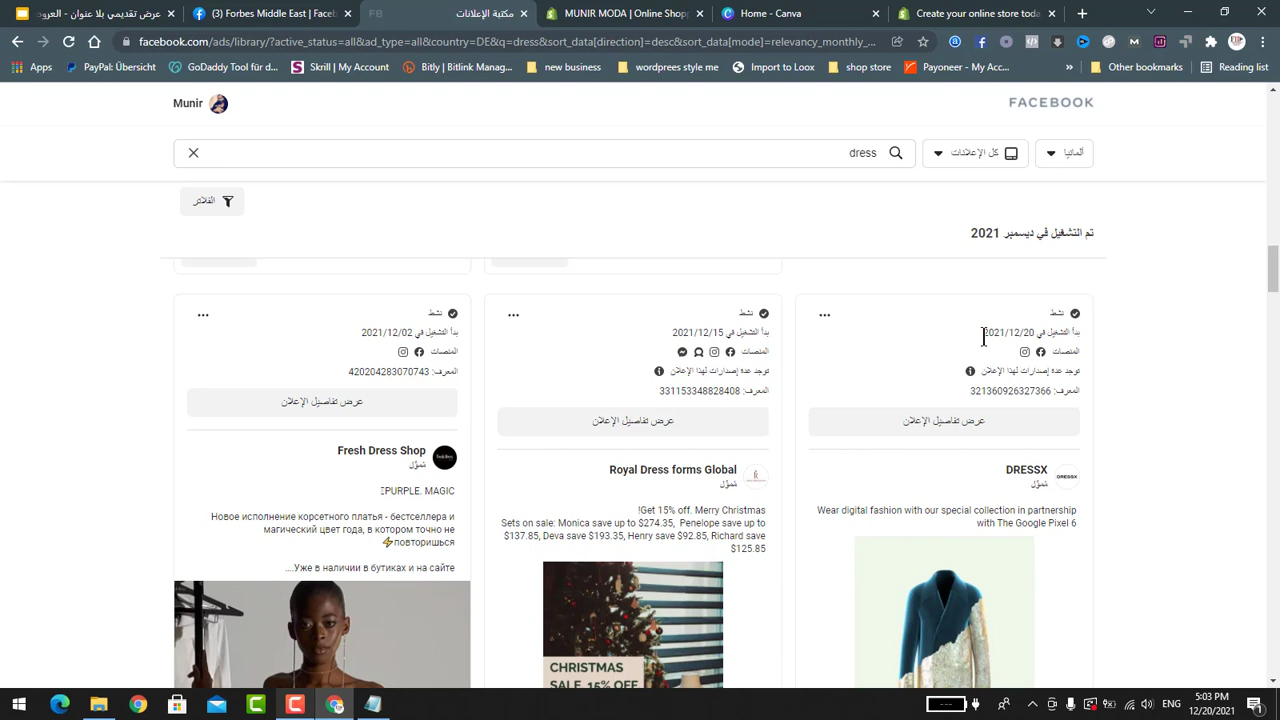 عرض تقديمي بلا عنوان - العرود
(8) Forbes Middle East | Faceb
مكتبة الإعلانات
MUNIR MODA | Online Shop
Home - Canva
Create your online store toda
facebook.com/ads/library/?active_status=all&ad_type=all&country=DE&q=dress&sort_data[direction]=desc&sort_data[mode]=relevancy_monthly_...
Apps
PayPal: Übersicht
GoDaddy Tool für d...
Skrill | My Account
Bitly | Bitlink Manag...
new business
wordprees style me
Import to Loox
shop store
Payoneer - My Acc...
»
Other bookmarks
Reading list
Munir
FACEBOOK
ألمانيا
كل الإعلانات
dress
الفلاتر
تم التشغيل في ديسمبر 2021
نشط
بدأ التشغيل في 2021/12/20
المنصات
توجد عدة إصدارات لهذا الإعلان
المعرف: 321360926327366
عرض تفاصيل الإعلان
DRESSX
مُموَّل
Wear digital fashion with our special collection in partnership
with The Google Pixel 6
نشط
بدأ التشغيل في 2021/12/15
المنصات
توجد عدة إصدارات لهذا الإعلان
المعرف: 331153348828408
عرض تفاصيل الإعلان
Royal Dress forms Global
مُموَّل
!Get 15% off. Merry Christmas
Sets on sale: Monica save up to $274.35, Penelope save up to
$137.85, Deva save $193.35, Henry save $92.85, Richard save
$125.85
CHRISTMAS
SALE 15% OFF
نشط
بدأ التشغيل في 2021/12/02
المنصات
المعرف: 420204283070743
عرض تفاصيل الإعلان
Fresh Dress Shop
مُموَّل
PURPLE. MAGIC
Новое исполнение корсетного платья - бестселлера и
магический цвет года, в котором точно не
повторишься⚡
....Уже в наличии в бутиках и на сайте
ENG
5:03 PM
12/20/2021